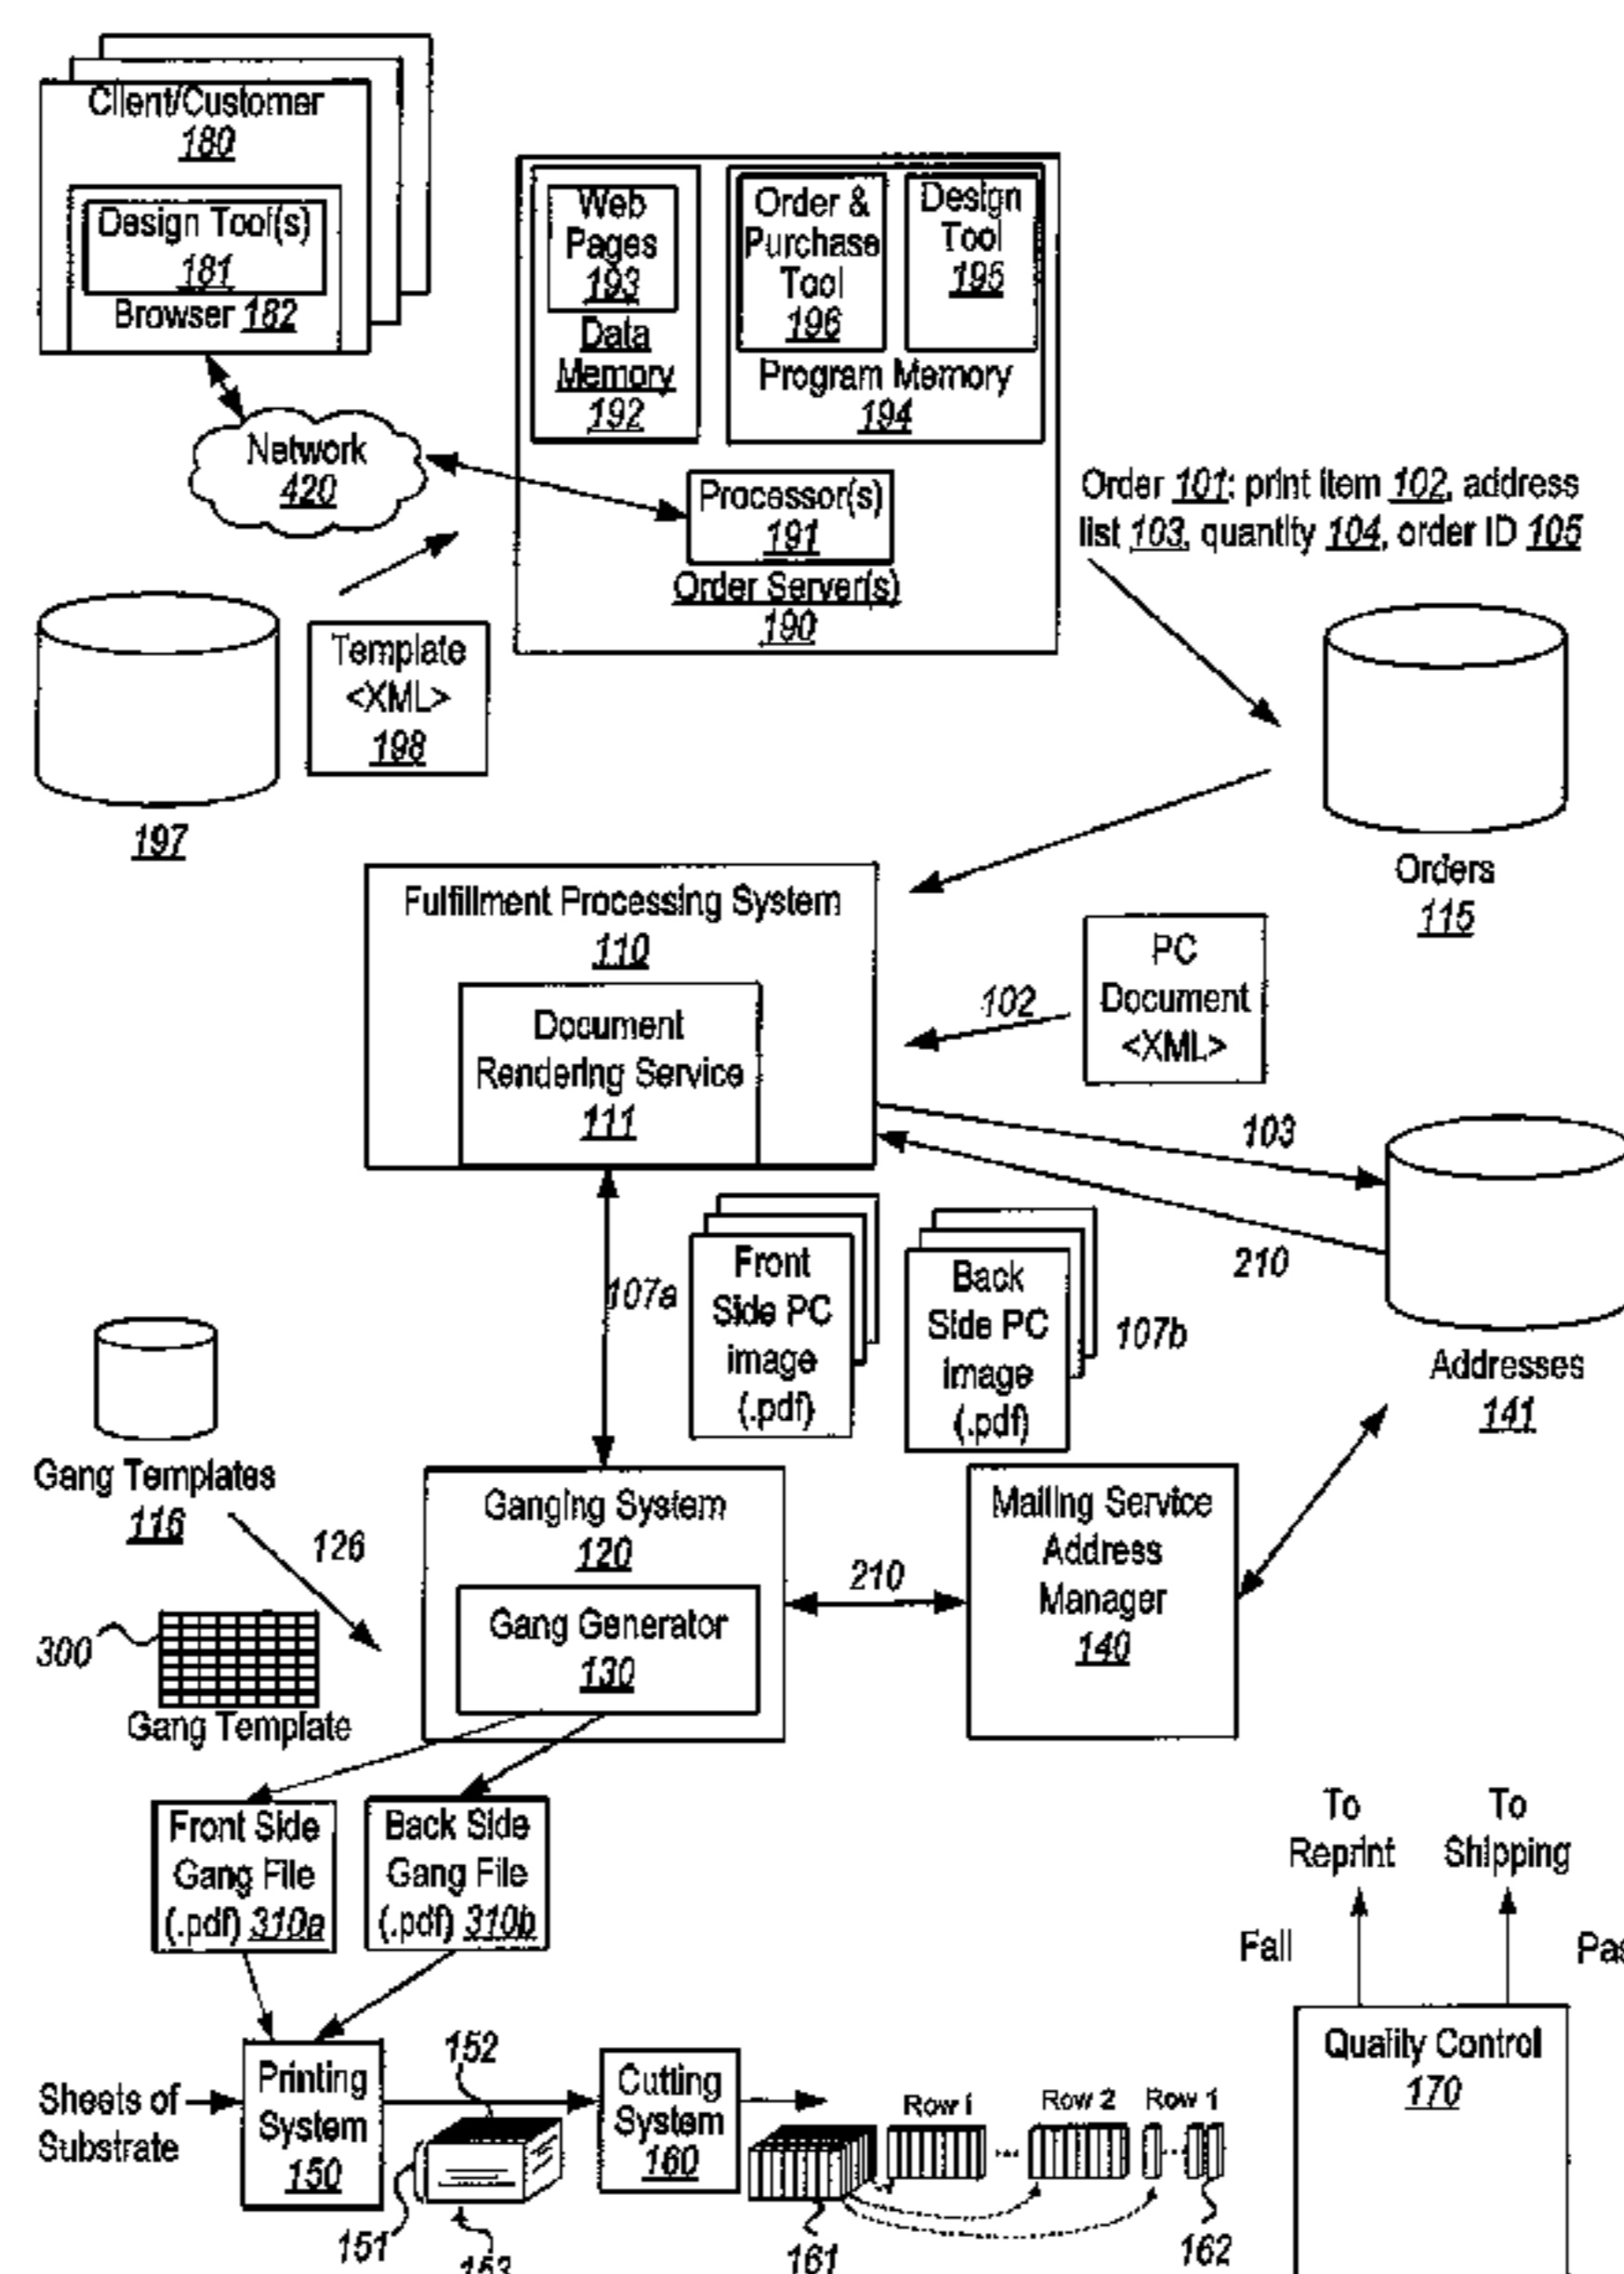 Client/Customer
180
Design Tool(s)
181
Browser 182
Web
Pages
193
Data
Memory
192
Order &
Purchase
Tool
196
Design
Tool
195
Program Memory
194
Network
420
Processor(s)
191
Order Server(s)
190
Order 101: print item 102, address
list 103, quantity 104, order ID 105
Template
<XML>
198
197
Orders
115
Fulfillment Processing System
110
Document
Rendering Service
111
PC
Document
<XML>
102
103
210
107a
Front
Side PC
image
(.pdf)
Back
Side PC
image
(.pdf)
107b
Addresses
141
Gang Templates
116
126
300
Gang Template
Ganging System
120
Gang Generator
130
210
Mailing Service
Address
Manager
140
Front Side
Gang File
(.pdf) 310a
Back Side
Gang File
(.pdf) 310b
To
Reprint
To
Shipping
Fail
Pas
Quality Control
170
Sheets of
Substrate
Printing
System
150
152
151
153
Cutting
System
160
Row i
...
Row 2
Row 1
...
161
162